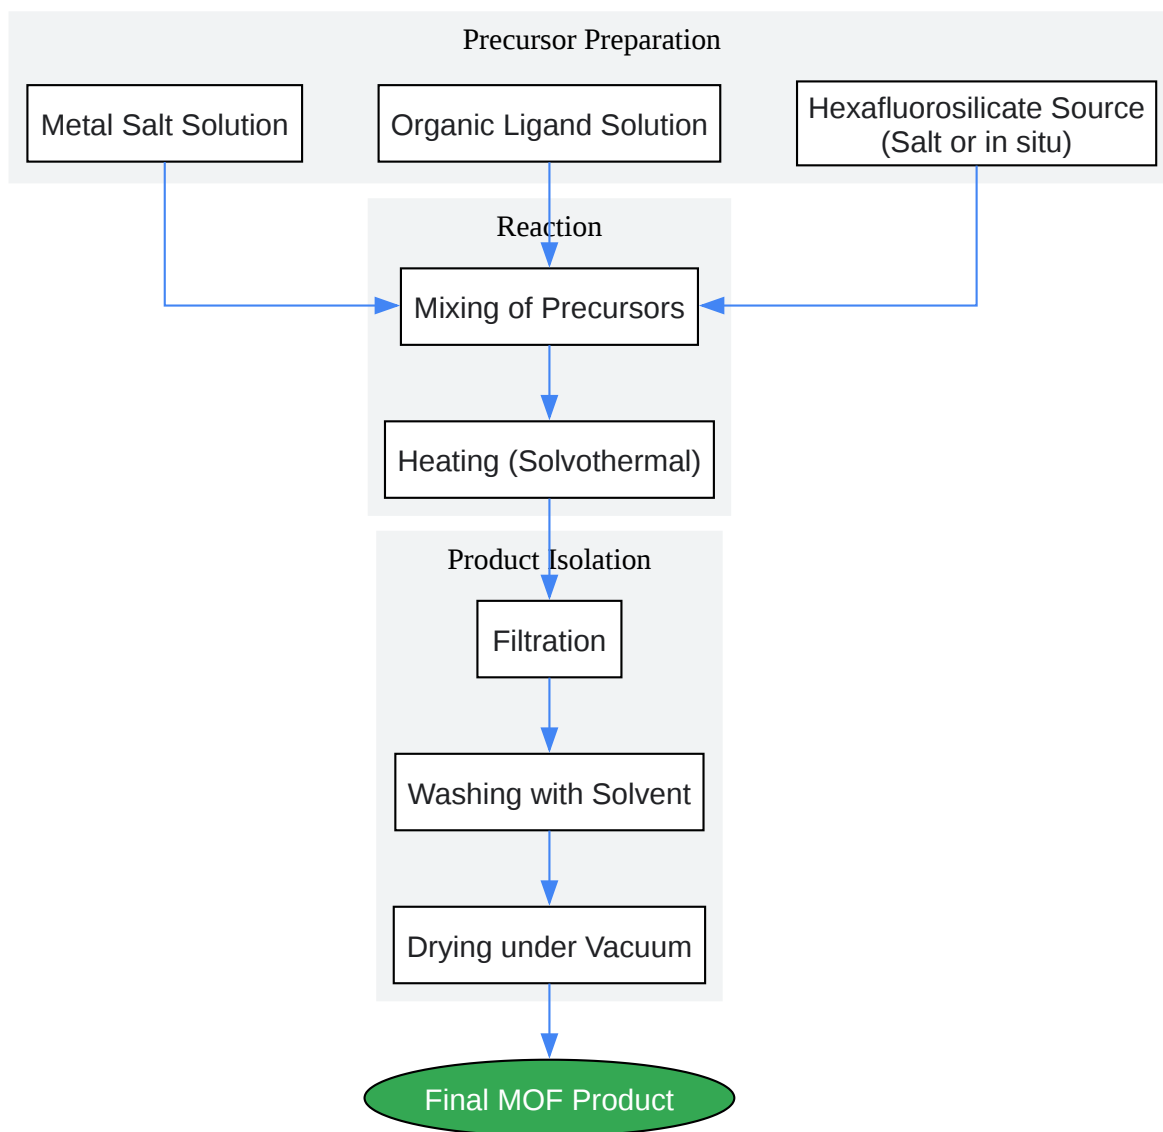 Precursor Preparation
Metal Salt Solution
Organic Ligand Solution
Hexafluorosilicate Source
(Salt or in situ)
Reaction
Mixing of Precursors
Heating (Solvothermal)
Product Isolation
Filtration
Washing with Solvent
Drying under Vacuum
Final MOF Product